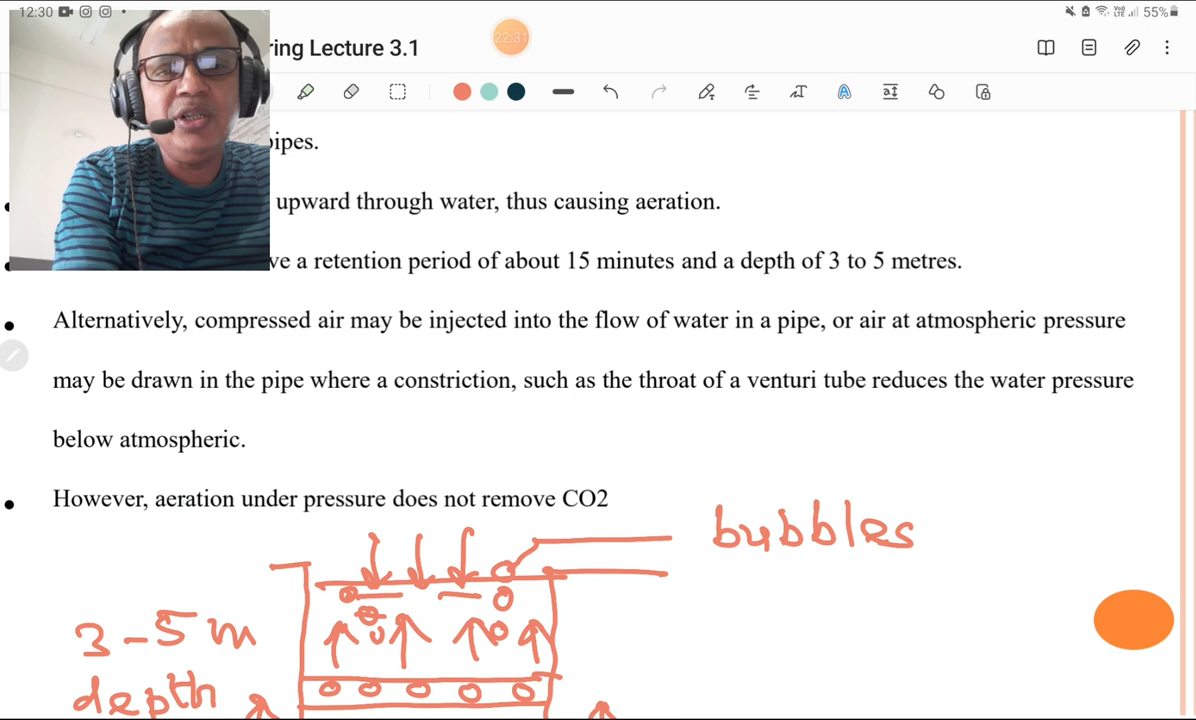 12:30
55%
ring Lecture 3.1
22:31
ipes.
upward through water, thus causing aeration.
ve a retention period of about 15 minutes and a depth of 3 to 5 metres.
Alternatively, compressed air may be injected into the flow of water in a pipe, or air at atmospheric pressure
may be drawn in the pipe where a constriction, such as the throat of a venturi tube reduces the water pressure
below atmospheric.
However, aeration under pressure does not remove CO2
bubbles
3-5 m
depth